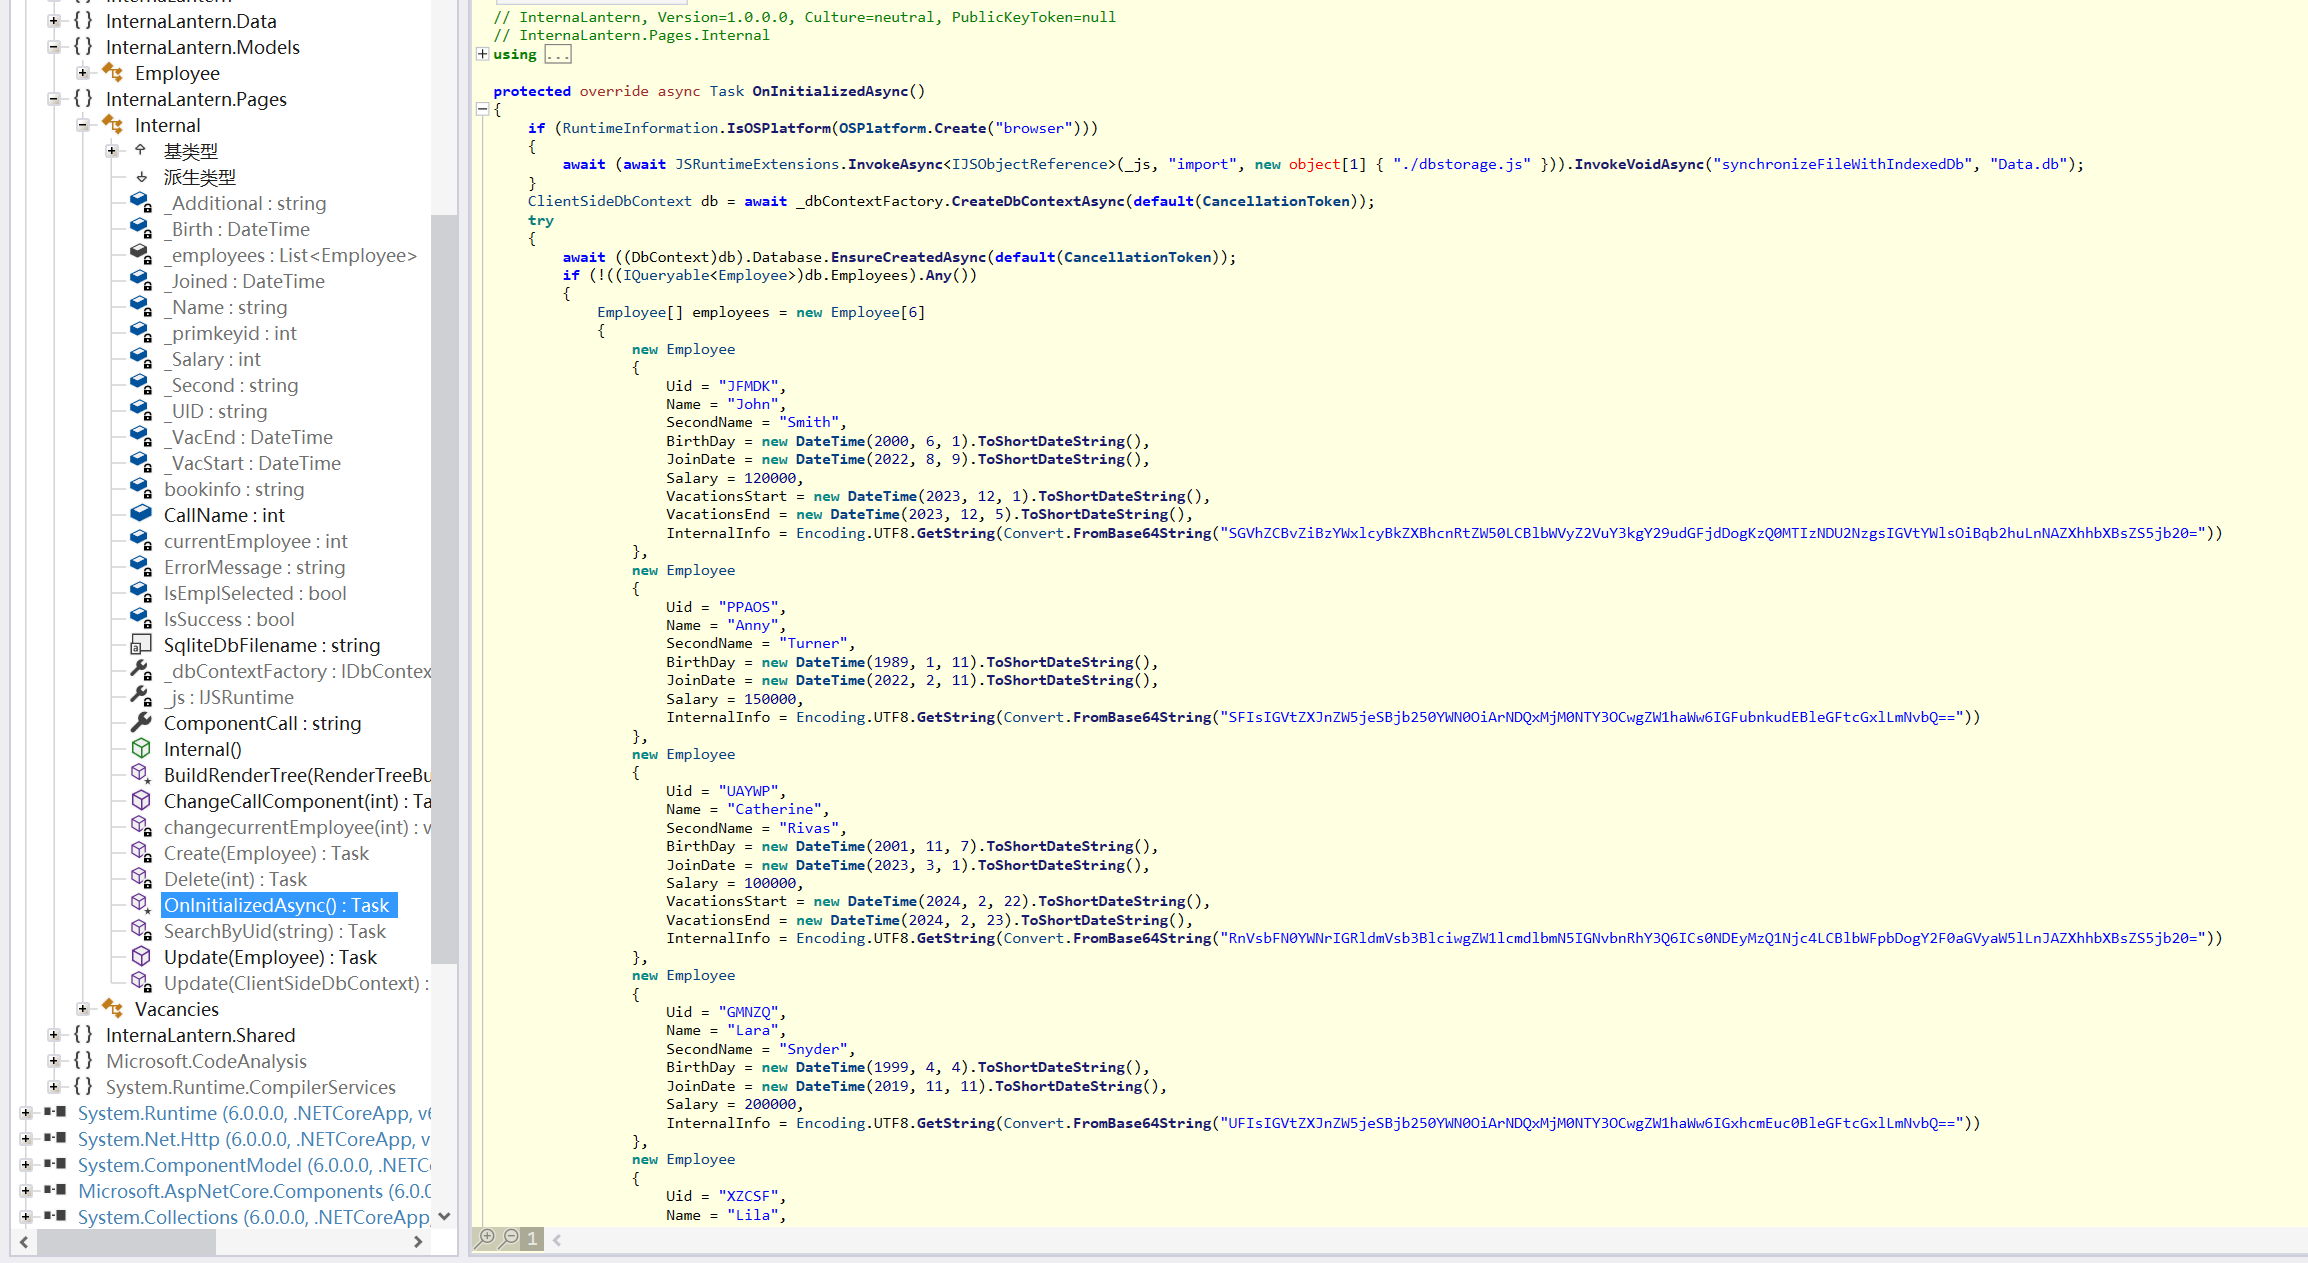 InternaLantern.Data
InternaLantern.Models
Employee
InternaLantern.Pages
Internal
基类型
派生类型
_Additional : string
_Birth : DateTime
_employees : List<Employee>
_Joined : DateTime
_Name : string
_primkeyid : int
_Salary : int
_Second : string
_UID : string
_VacEnd : DateTime
_VacStart : DateTime
bookinfo : string
CallName : int
currentEmployee : int
ErrorMessage : string
IsEmplSelected : bool
IsSuccess : bool
SqliteDbFilename : string
_dbContextFactory : IDbContex
_js : IJSRuntime
ComponentCall : string
Internal()
BuildRenderTree(RenderTreeBu
ChangeCallComponent(int) : Ta
changecurrentEmployee(int) : v
Create(Employee) : Task
Delete(int) : Task
OnInitializedAsync() : Task
SearchByUid(string) : Task
Update(Employee) : Task
Update(ClientSideDbContext) :
Vacancies
InternaLantern.Shared
Microsoft.CodeAnalysis
System.Runtime.CompilerServices
System.Runtime (6.0.0.0, .NETCoreApp, v6
System.Net.Http (6.0.0.0, .NETCoreApp, v
System.ComponentModel (6.0.0.0, .NETCo
Microsoft.AspNetCore.Components (6.0.0
System.Collections (6.0.0.0, .NETCoreApp,
// InternaLantern, Version=1.0.0.0, Culture=neutral, PublicKeyToken=null
// InternaLantern.Pages.Internal
using ...
protected override async Task OnInitializedAsync()
{
if (RuntimeInformation.IsOSPlatform(OSPlatform.Create("browser")))
{
await (await JSRuntimeExtensions.InvokeAsync<IJSObjectReference>(_js, "import", new object[1] { "./dbstorage.js" })).InvokeVoidAsync("synchronizeFileWithIndexedDb", "Data.db");
}
ClientSideDbContext db = await _dbContextFactory.CreateDbContextAsync(default(CancellationToken));
try
{
await ((DbContext)db).Database.EnsureCreatedAsync(default(CancellationToken));
if (!((IQueryable<Employee>)db.Employees).Any())
{
Employee[] employees = new Employee[6]
{
new Employee
{
Uid = "JFMDK",
Name = "John",
SecondName = "Smith",
BirthDay = new DateTime(2000, 6, 1).ToShortDateString(),
JoinDate = new DateTime(2022, 8, 9).ToShortDateString(),
Salary = 120000,
VacationsStart = new DateTime(2023, 12, 1).ToShortDateString(),
VacationsEnd = new DateTime(2023, 12, 5).ToShortDateString(),
InternalInfo = Encoding.UTF8.GetString(Convert.FromBase64String("SGVhZCBvZiBzYWxlcyBkZXBhcnRtZW50LCBlbWVyZ2VuY3kgY29udGFjdDogKzQ0MTIzNDU2NzgsIGVtYWlsOiBqb2huLnNAZXhhbXBsZS5jb20="))
},
new Employee
{
Uid = "PPAOS",
Name = "Anny",
SecondName = "Turner",
BirthDay = new DateTime(1989, 1, 11).ToShortDateString(),
JoinDate = new DateTime(2022, 2, 11).ToShortDateString(),
Salary = 150000,
InternalInfo = Encoding.UTF8.GetString(Convert.FromBase64String("SFIsIGVtZXJnZW5jeSBjb250YWN0OiArNDQxMjM0NTY3OCwgZW1haWw6IGFubnkudEBleGFtcGxlLmNvbQ=="))
},
new Employee
{
Uid = "UAYWP",
Name = "Catherine",
SecondName = "Rivas",
BirthDay = new DateTime(2001, 11, 7).ToShortDateString(),
JoinDate = new DateTime(2023, 3, 1).ToShortDateString(),
Salary = 100000,
VacationsStart = new DateTime(2024, 2, 22).ToShortDateString(),
VacationsEnd = new DateTime(2024, 2, 23).ToShortDateString(),
InternalInfo = Encoding.UTF8.GetString(Convert.FromBase64String("RnVsbFN0YWNrIGRldmVsb3BlciwgZW1lcmdlbmN5IGNvbnRhY3Q6ICs0NDEyMzQ1Njc4LCBlbWFpbDogY2F0aGVyaW5lLnJAZXhhbXBsZS5jb20="))
},
new Employee
{
Uid = "GMNZQ",
Name = "Lara",
SecondName = "Snyder",
BirthDay = new DateTime(1999, 4, 4).ToShortDateString(),
JoinDate = new DateTime(2019, 11, 11).ToShortDateString(),
Salary = 200000,
InternalInfo = Encoding.UTF8.GetString(Convert.FromBase64String("UFIsIGVtZXJnZW5jeSBjb250YWN0OiArNDQxMjM0NTY3OCwgZW1haWw6IGxhcmEuc0BleGFtcGxlLmNvbQ=="))
},
new Employee
{
Uid = "XZCSF",
Name = "Lila",
1